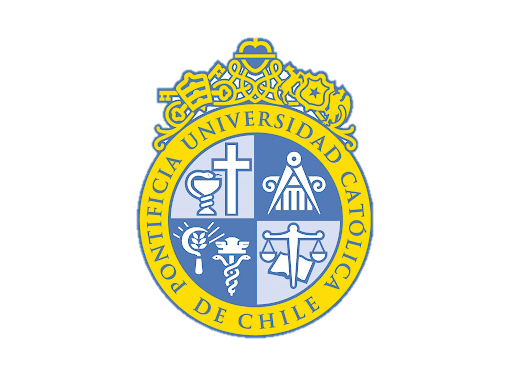 PONTIFICIA UNIVERSIDAD CATÓLICA
DE CHILE